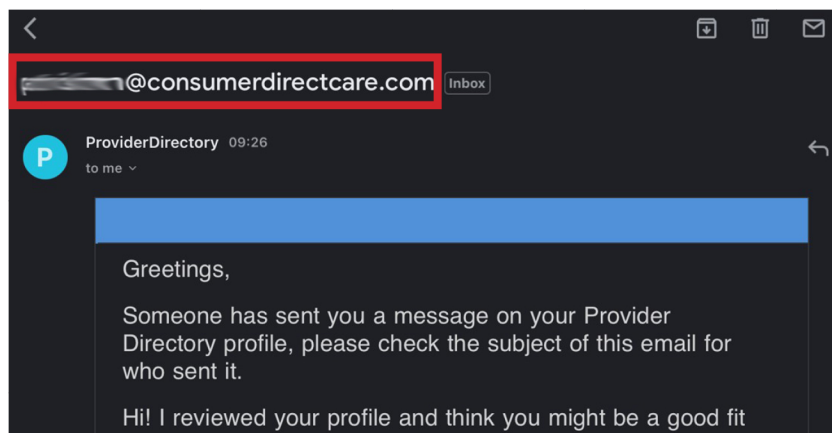 @consumerdirectcare.com Inbox
ProviderDirectory 09:26
P
to me
Greetings,
Someone has sent you a message on your Provider
Directory profile, please check the subject of this email for
who sent it.
Hi! I reviewed your profile and think you might be a good fit